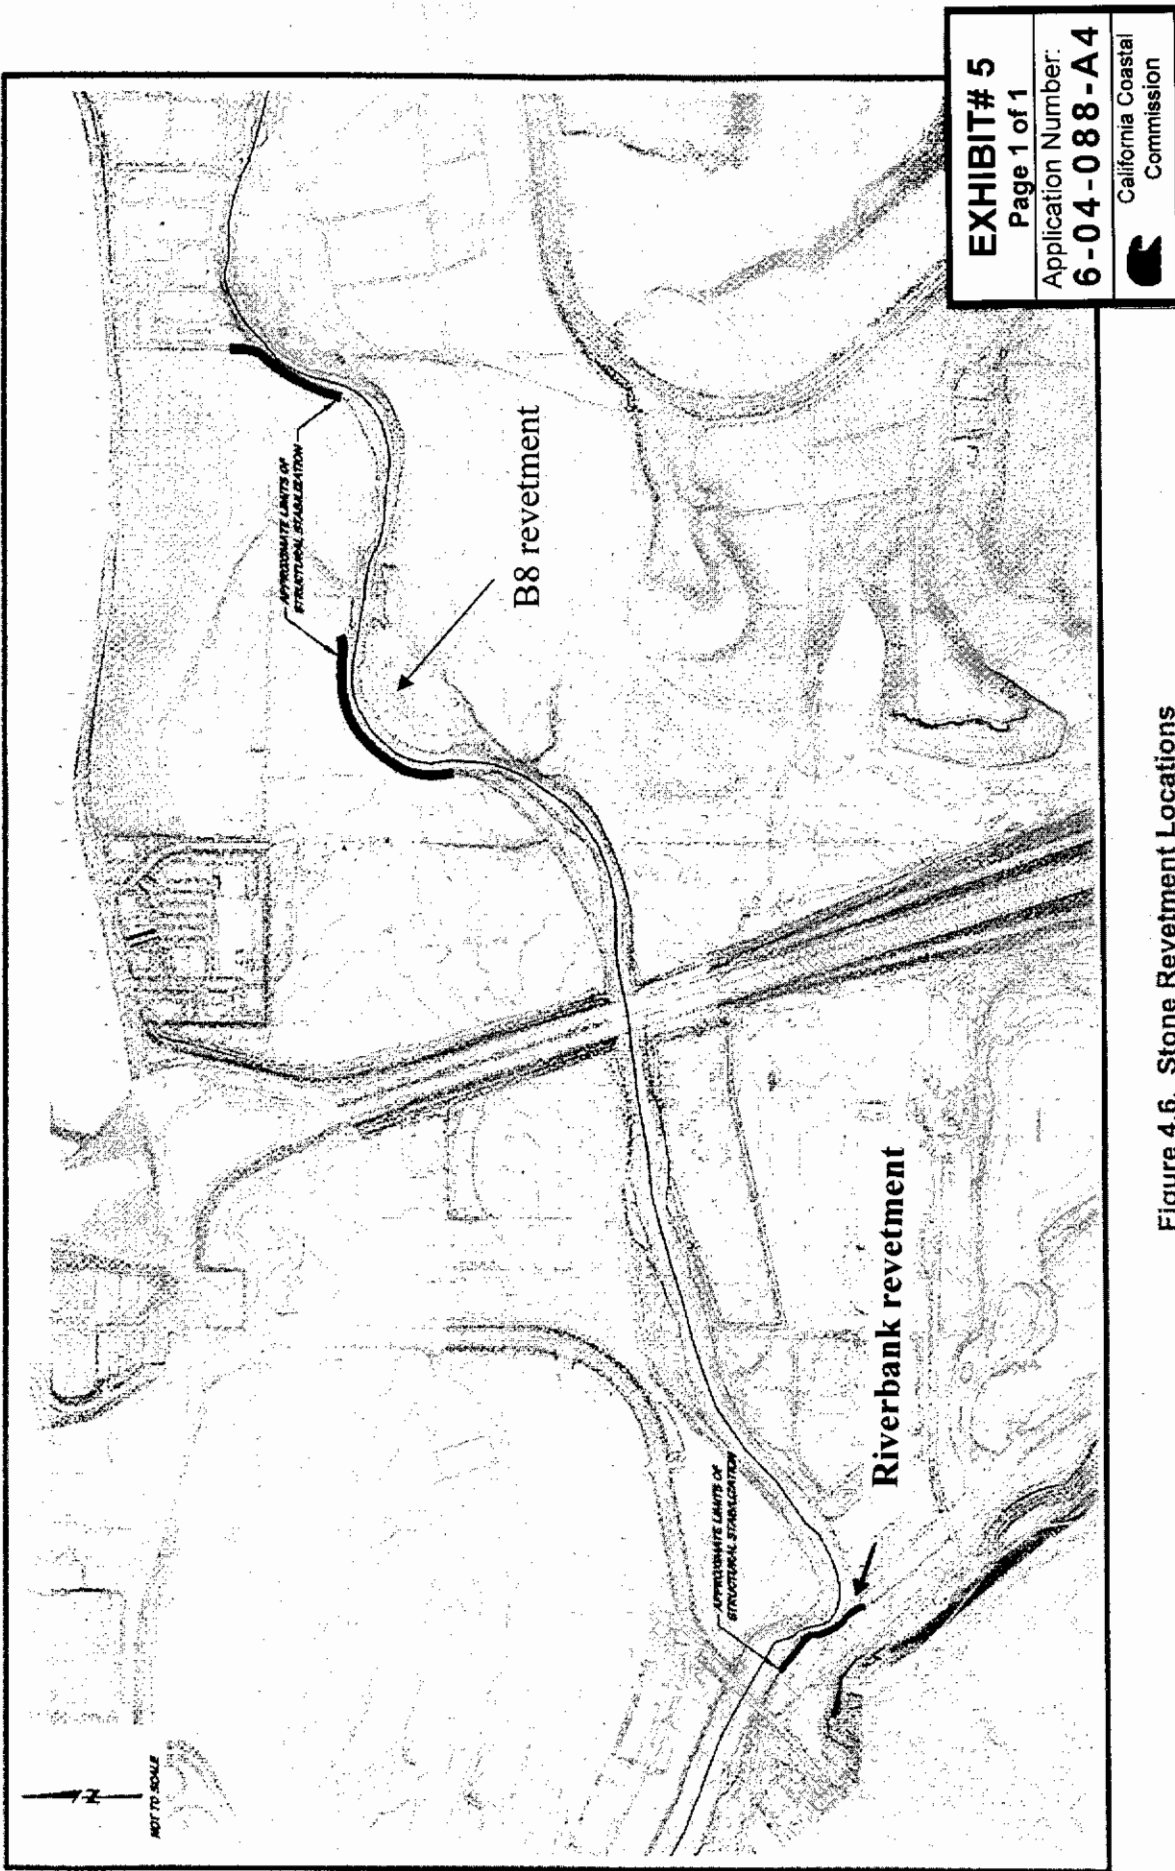 EXHIBIT# 5
Page 1 of 1
Application Number:
6-04-088-A4
California Coastal
Commission
APPROXIMATE LIMITS OF
STRUCTURAL STABILIZATION
B8 revetment
Riverbank revetment
APPROXIMATE LIMITS OF
STRUCTURAL STABILIZATION
N
NOT TO SCALE
Figure 4.6. Stone Revetment Locations